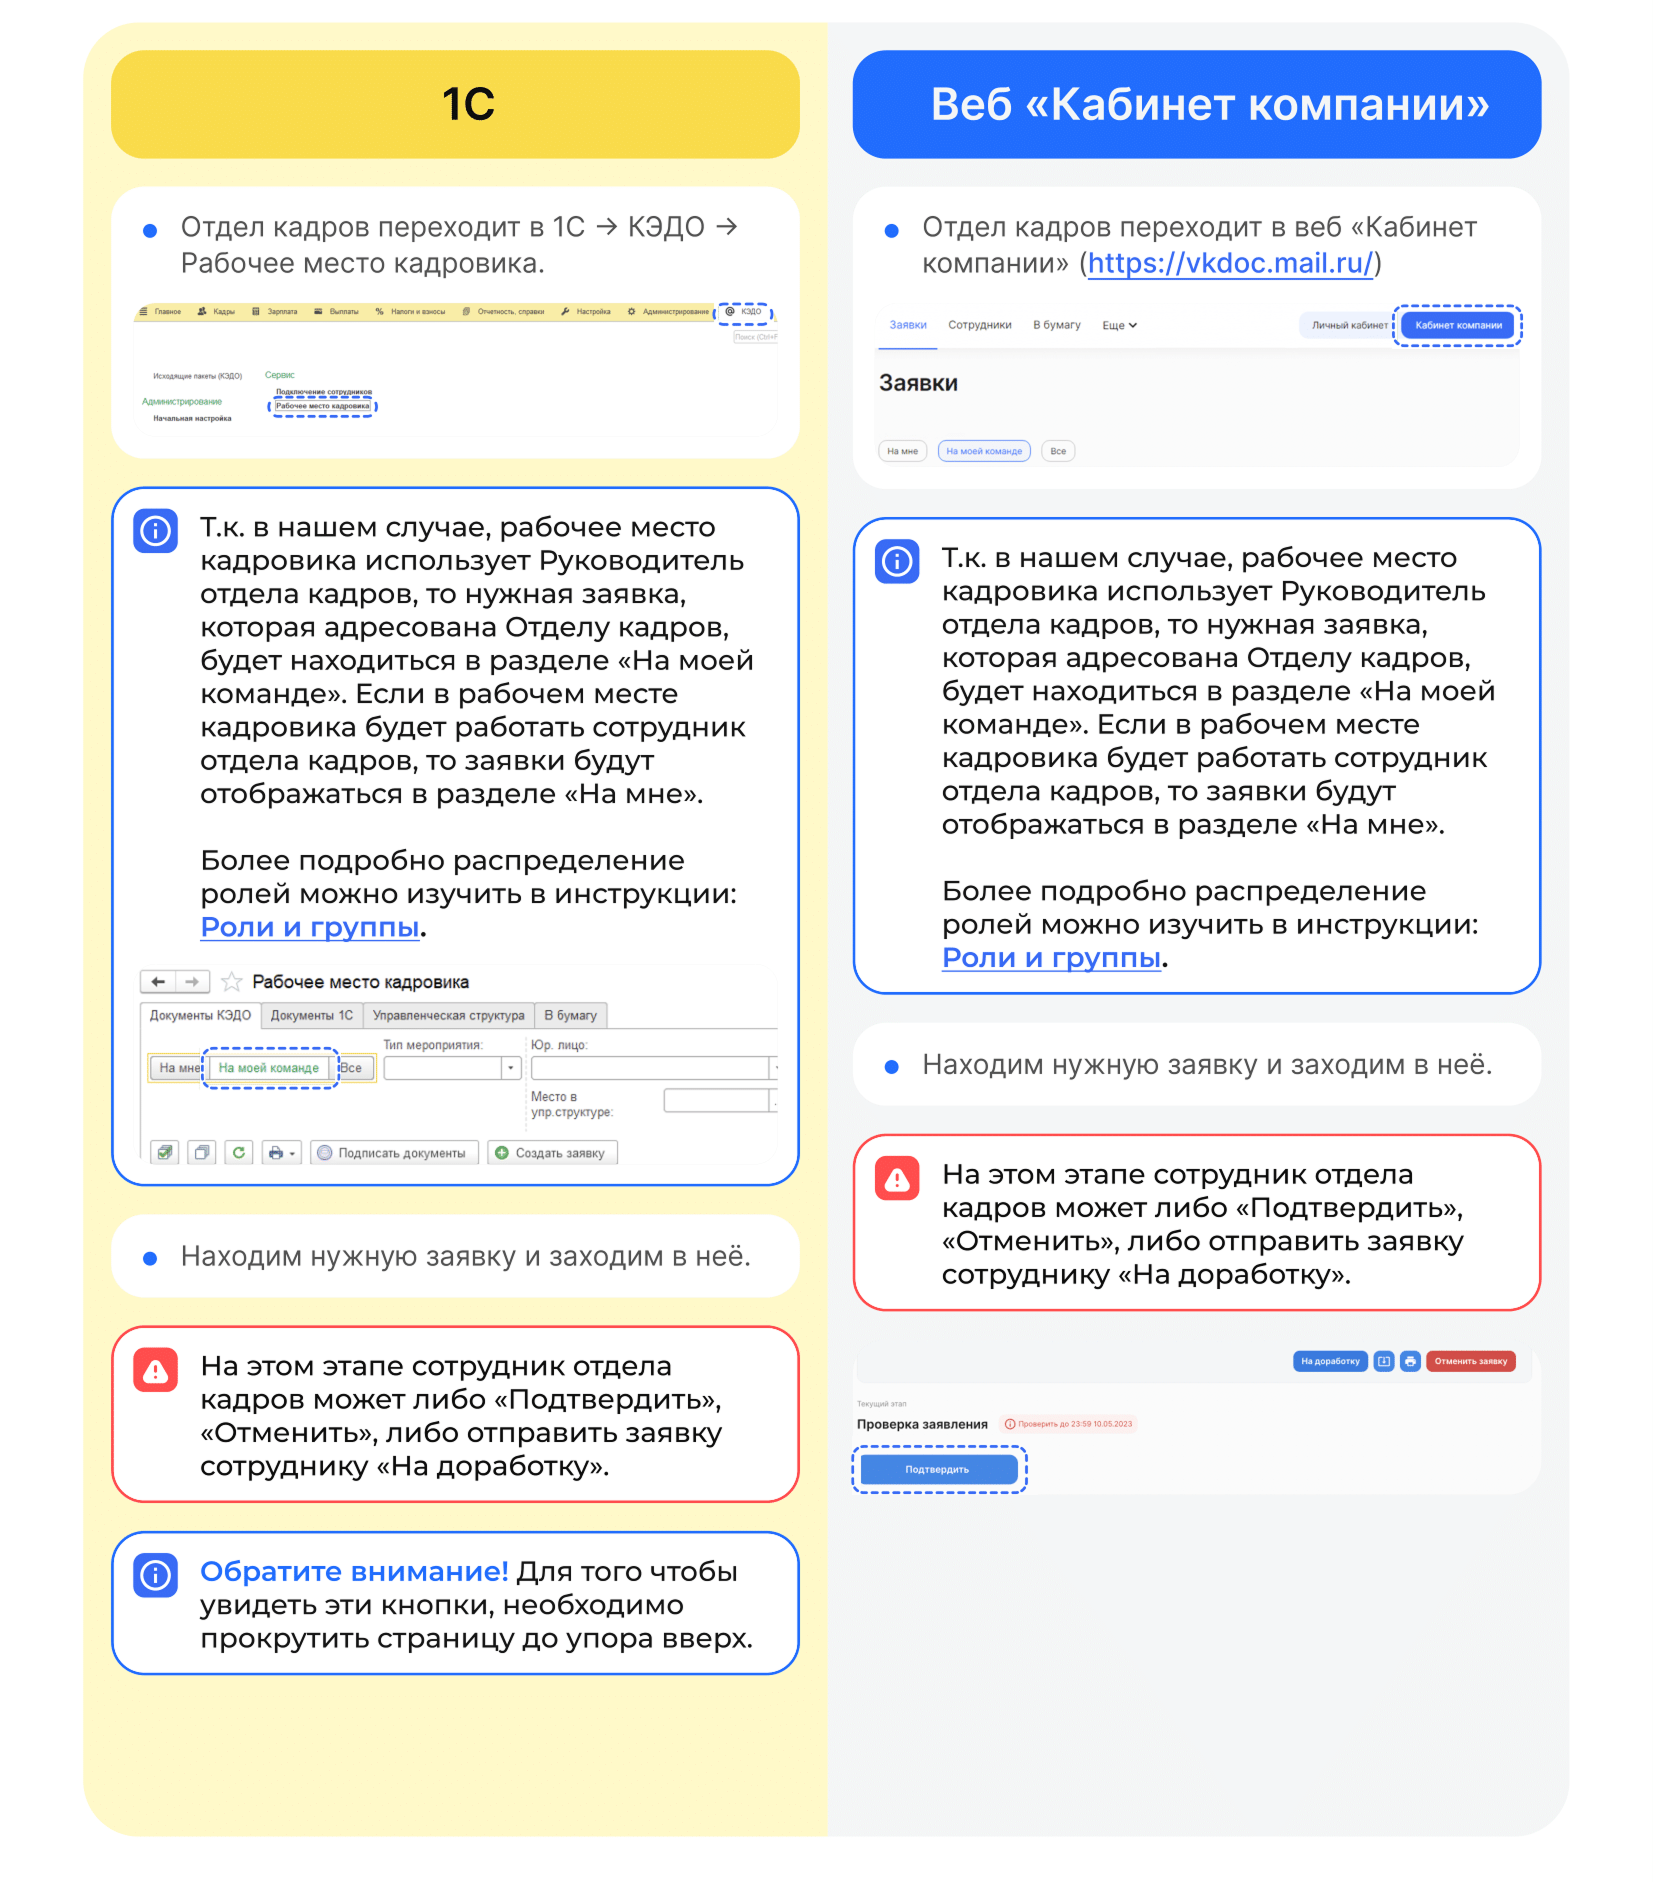 1С
Отдел кадров переходит в 1С → КЭДО →
Рабочее место кадровика.
Главное Кадры Зарплата Выплаты Налоги и взносы Отчетность, справки Настройка Администрирование КЭДО
Поиск (Ctrl+F
Исходящие пакеты (КЭДО) Сервис
Подключение сотрудников
Администрирование
Рабочее место кадровика
Начальная настройка
Т.к. в нашем случае, рабочее место
кадровика использует Руководитель
отдела кадров, то нужная заявка,
которая адресована Отделу кадров,
будет находиться в разделе «На моей
команде». Если в рабочем месте
кадровика будет работать сотрудник
отдела кадров, то заявки будут
отображаться в разделе «На мне».
Более подробно распределение
ролей можно изучить в инструкции:
Роли и группы.
Рабочее место кадровика
Документы КЭДО Документы 1С Управленческая структура В бумагу
Тип мероприятия: Юр. лицо:
На мне На моей команде Все
Место в
упр.структуре:
Подписать документы Создать заявку
Находим нужную заявку и заходим в неё.
На этом этапе сотрудник отдела
кадров может либо «Подтвердить»,
«Отменить», либо отправить заявку
сотруднику «На доработку».
Обратите внимание! Для того чтобы
увидеть эти кнопки, необходимо
прокрутить страницу до упора вверх.
Веб «Кабинет компании»
Отдел кадров переходит в веб «Кабинет
компании» (https://vkdoc.mail.ru/)
Заявки Сотрудники В бумагу Еще Личный кабинет Кабинет компании
Заявки
На мне На моей команде Все
Т.к. в нашем случае, рабочее место
кадровика использует Руководитель
отдела кадров, то нужная заявка,
которая адресована Отделу кадров,
будет находиться в разделе «На моей
команде». Если в рабочем месте
кадровика будет работать сотрудник
отдела кадров, то заявки будут
отображаться в разделе «На мне».
Более подробно распределение
ролей можно изучить в инструкции:
Роли и группы.
Находим нужную заявку и заходим в неё.
На этом этапе сотрудник отдела
кадров может либо «Подтвердить»,
«Отменить», либо отправить заявку
сотруднику «На доработку».
На доработку Отменить заявку
Текущий этап
Проверка заявления Проверить до 23:59 10.05.2023
Подтвердить